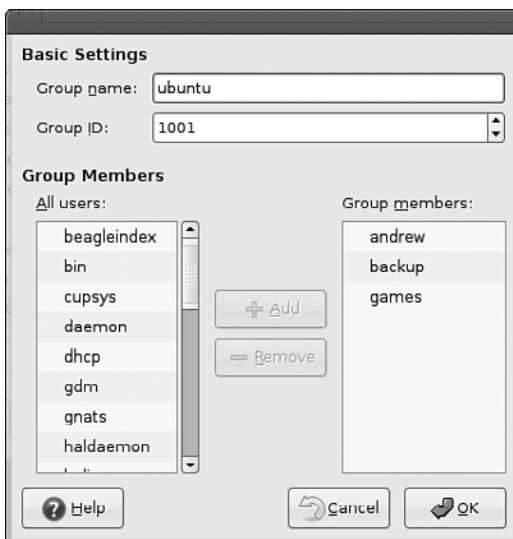 Basic Settings
Group name: ubuntu
Group ID: 1001
Group Members
All users:
beagleindex
bin
cupsys
daemon
dhcp
gdm
gnats
haldaemon
Add
Remove
Group members:
andrew
backup
games
Help
Cancel
OK